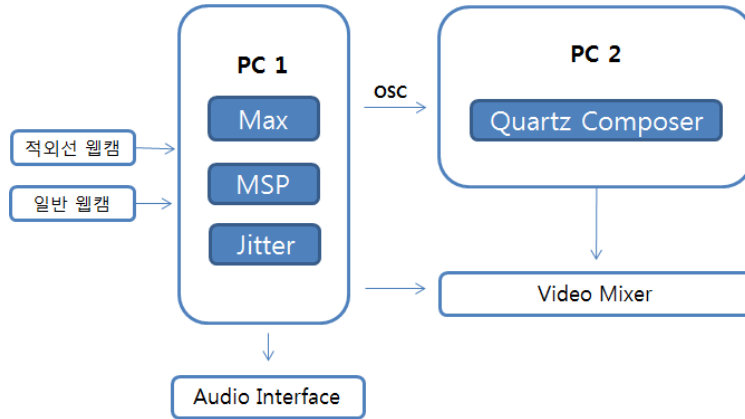 PC 1
Max
MSP
Jitter
적외선 웹캠
일반 웹캠
OSC
PC 2
Quartz Composer
Video Mixer
Audio Interface